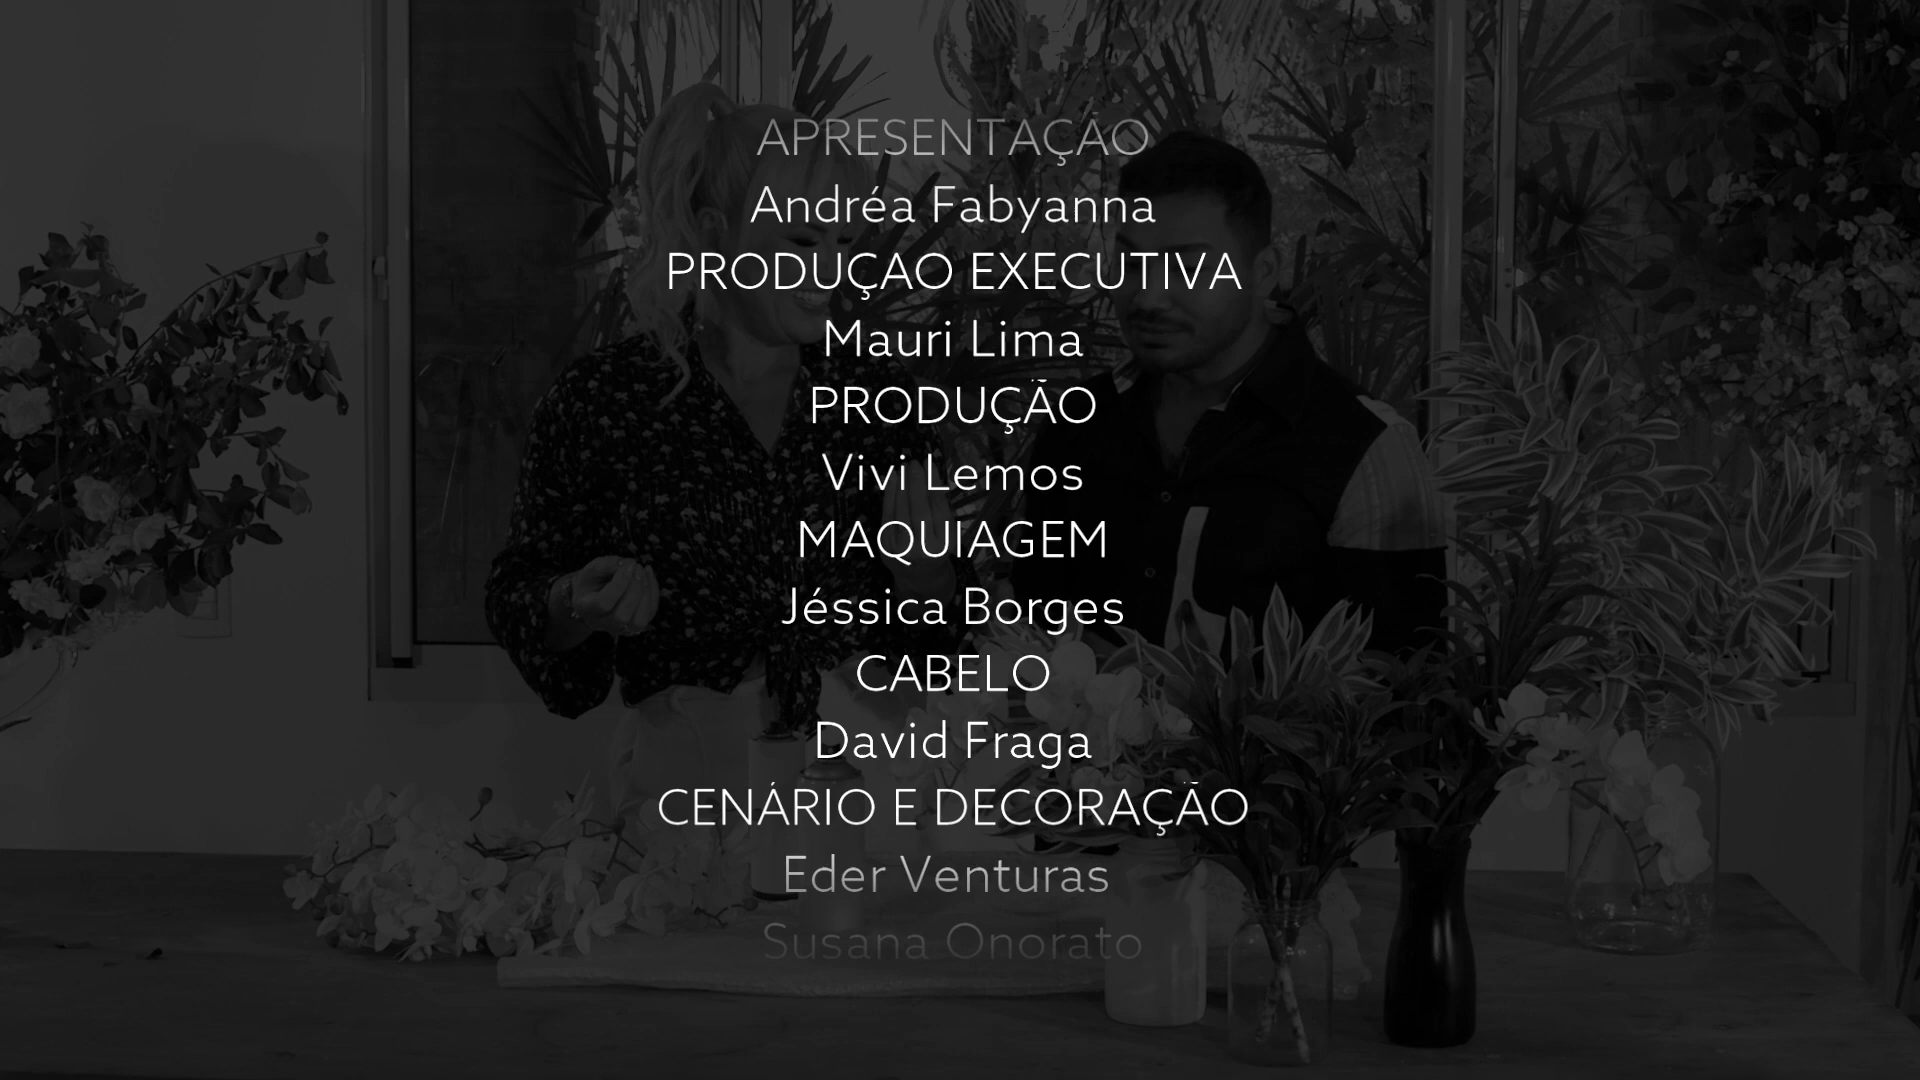 APRESENTAÇÃO
Andréa Fabyanna
PRODUÇAO EXECUTIVA
Mauri Lima
PRODUÇÃO
Vivi Lemos
MAQUIAGEM
Jéssica Borges
CABELO
David Fraga
CENÁRIO E DECORAÇÃO
Eder Venturas
Susana Onorato